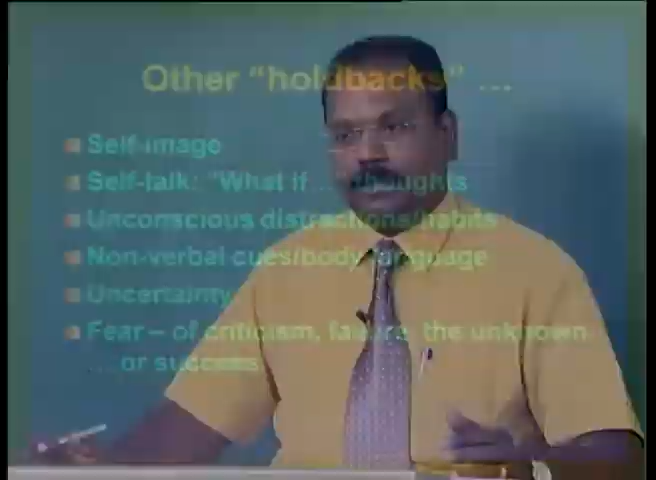 Other "holdbacks" ...
Self-image
Self-talk: "What if ... " thoughts
Unconscious distractions/habits
Non-verbal cues/body language
Uncertainty
Fear – of criticism, failure, the unknown
... or success